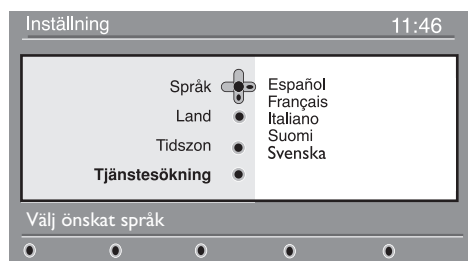 Inställning 11:46
Språk
Land
Tidszon
Tjänstesökning
Español
Français
Italiano
Suomi
Svenska
Välj önskat språk